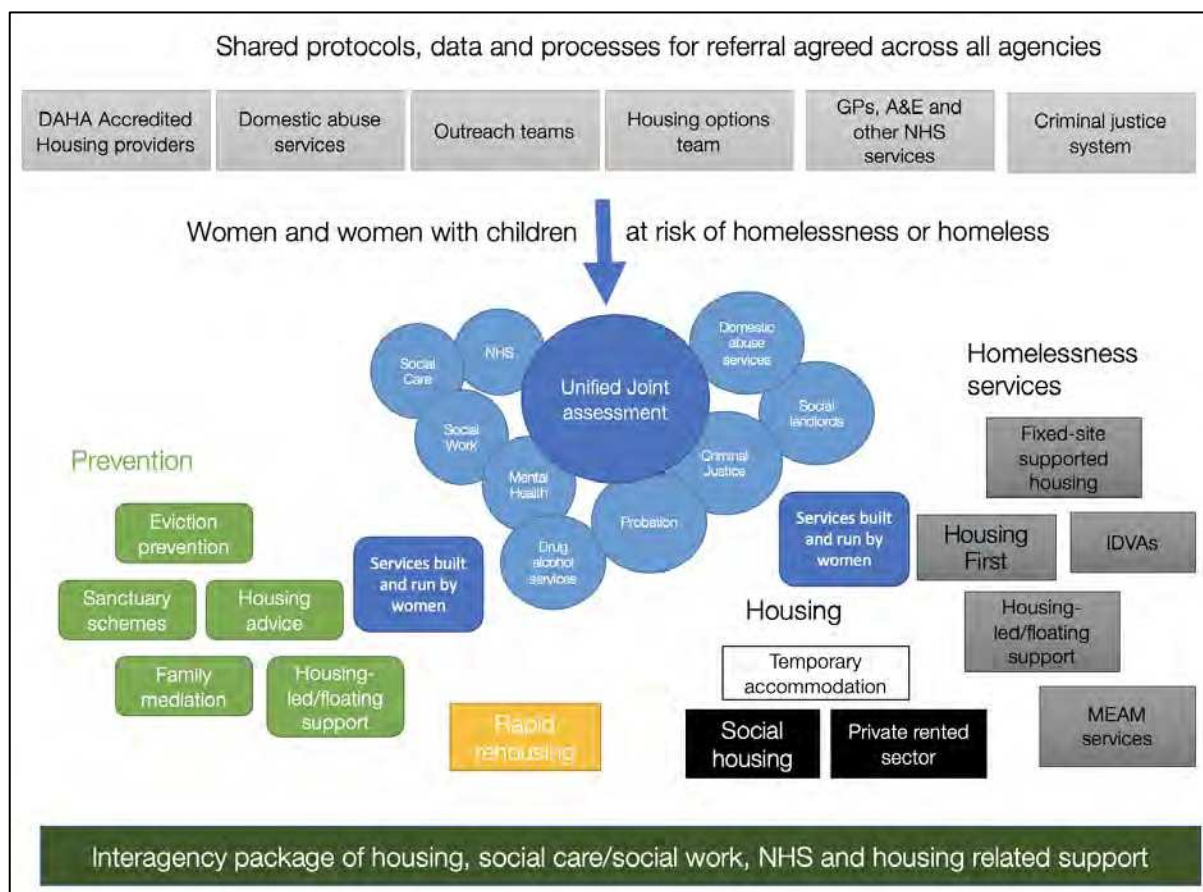 Shared protocols, data and processes for referral agreed across all agencies
DAHA Accredited
Housing providers
Domestic abuse
services
Outreach teams
Housing options
team
GPs, A&E and
other NHS
services
Criminal justice
system
Women and women with children
at risk of homelessness or homeless
Social
Care
NHS
Unified Joint
assessment
Domestic
abuse
services
Social
landlords
Social
Work
Mental
Health
Criminal
Justice
Probation
Drug
alcohol
services
Prevention
Eviction
prevention
Sanctuary
schemes
Housing
advice
Family
mediation
Housing-
led/floating
support
Services built
and run by
women
Rapid
rehousing
Services built
and run by
women
Housing
Temporary
accommodation
Social
housing
Private rented
sector
Homelessness
services
Fixed-site
supported
housing
Housing
First
IDVAs
Housing-
led/floating
support
MEAM
services
Interagency package of housing, social care/social work, NHS and housing related support